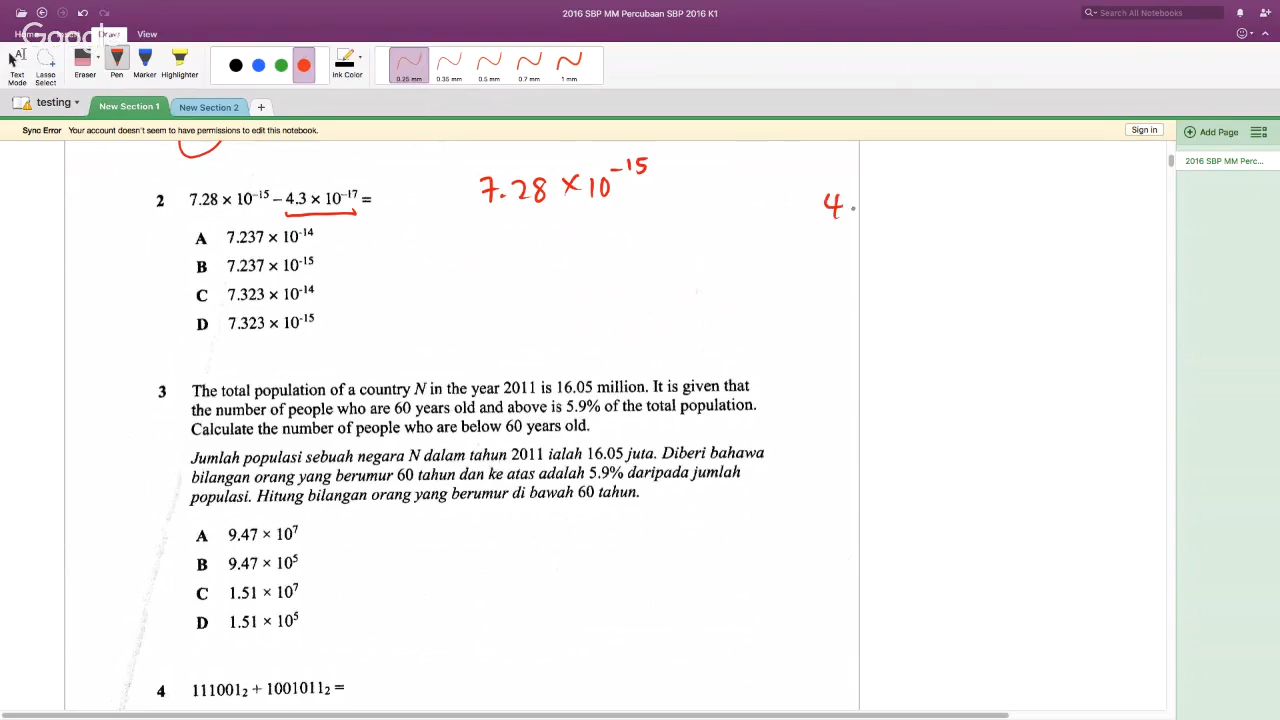 2016 SBP MM Percubaan SBP 2016 K1
Search All Notebooks
Google
Home Insert Draw View
Text Mode
Lasso Select
Eraser
Pen
Marker
Highlighter
Ink Color
0.25 mm
0.35 mm
0.5 mm
0.7 mm
1 mm
testing
New Section 1
New Section 2
+
Sync Error Your account doesn't seem to have permissions to edit this notebook.
Sign in
Add Page
2016 SBP MM Perc...
7.28 × 10⁻¹⁵
4.
2 7.28 × 10⁻¹⁵ – 4.3 × 10⁻¹⁷ =
A 7.237 × 10⁻¹⁴
B 7.237 × 10⁻¹⁵
C 7.323 × 10⁻¹⁴
D 7.323 × 10⁻¹⁵
3 The total population of a country N in the year 2011 is 16.05 million. It is given that
the number of people who are 60 years old and above is 5.9% of the total population.
Calculate the number of people who are below 60 years old.
Jumlah populasi sebuah negara N dalam tahun 2011 ialah 16.05 juta. Diberi bahawa
bilangan orang yang berumur 60 tahun dan ke atas adalah 5.9% daripada jumlah
populasi. Hitung bilangan orang yang berumur di bawah 60 tahun.
A 9.47 × 10⁷
B 9.47 × 10⁵
C 1.51 × 10⁷
D 1.51 × 10⁵
4 111001₂ + 1001011₂ =